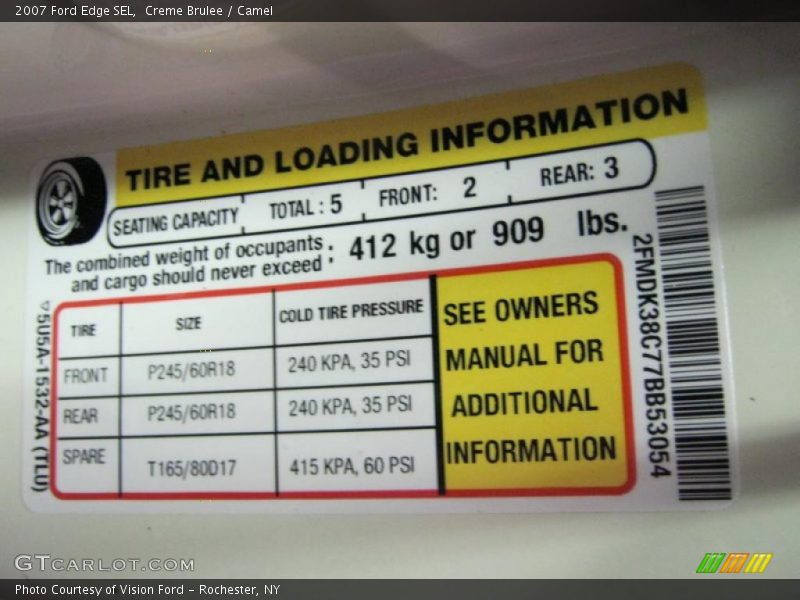 2007 Ford Edge SEL, Creme Brulee / Camel
TIRE AND LOADING INFORMATION
SEATING CAPACITY TOTAL : 5 FRONT: 2 REAR: 3
The combined weight of occupants
and cargo should never exceed : 412 kg or 909 lbs.
TIRE SIZE COLD TIRE PRESSURE
FRONT P245/60R18 240 KPA, 35 PSI
REAR P245/60R18 240 KPA, 35 PSI
SPARE T165/80D17 415 KPA, 60 PSI
SEE OWNERS
MANUAL FOR
ADDITIONAL
INFORMATION
5U5A-1532-AA (TLU)
2FMDK38C77BB53054
GTCARLOT.COM
Photo Courtesy of Vision Ford - Rochester, NY